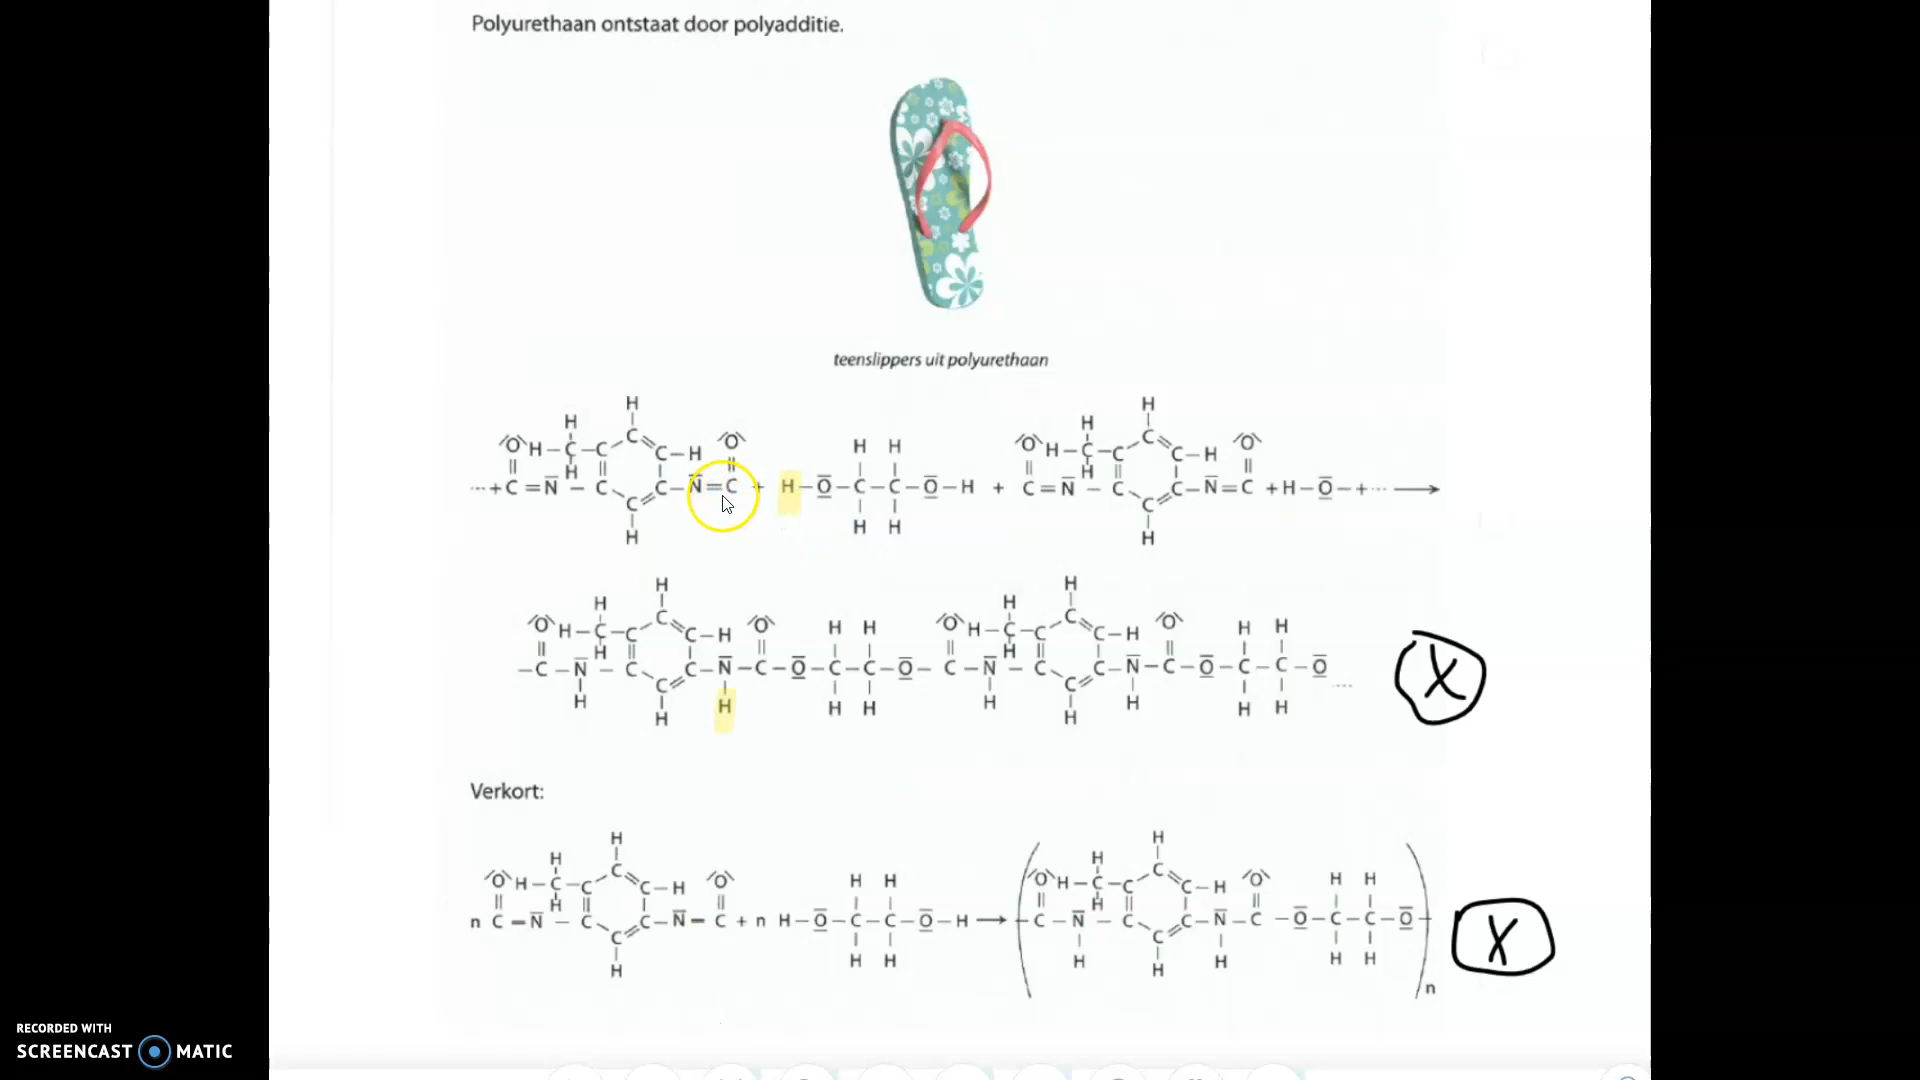 Polyurethaan ontstaat door polyadditie.
teenslippers uit polyurethaan
H H
H H H H H H
O H–C–C C C–H O H–C–C C C–H O
···+C=N – C C–N=C + H–O–C–C–O–H + C=N – C C–N=C +H–O–+···
H C H H H C
H H
H H
H H H H H H
O H–C–C C C–H O O H–C–C C C–H O
–C–N – C C–N–C–O–C–C–O– C–N – C C–N–C–O–C–C–O ····
H H C H H H H H C H H H
H H
X
Verkort:
H H
H H H H H H
O H–C–C C C–H O O H–C–C C C–H O
n C=N – C C–N=C + n H–O–C–C–O–H C–N – C C–N–C–O–C–C–O
H C H H H H C H H H
H H
n
X
RECORDED WITH
SCREENCAST MATIC